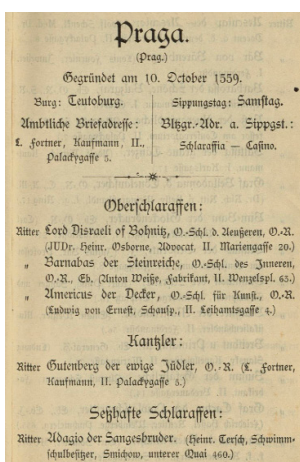 Praga.
(Prag.)
Gegründet am 10. October 1559.
Burg: Teutoburg.
Ambtliche Briefadresse:
L. Fortner, Kaufmann, II.,
Palackygasse 5.
Sippungstag: Samstag.
Bltzgr.-Adr. a. Sippgst.:
Schlaraffia — Casino.
Oberschlaraffen:
Ritter Lord Disraeli of Bohnitz, O.-Schl. d. Aeußeren, O.-R.
(JUDr. Heinr. Osborne, Advocat, II. Mariengasse 20.)
„ Barnabas der Steinreiche, O.-Schl. des Inneren,
O.-R., Eb. (Anton Weiße, Fabrikant, II. Wenzelspl. 65.)
„ Americus der Decker, O.-Schl. für Kunst, O.-R.
(Ludwig von Ernest, Schausp., II. Leihamtsgasse 4.)
Kantzler:
Ritter Gutenberg der ewige Jüdler, O.-R. (L. Fortner,
Kaufmann, II. Palackygasse 5.)
Seßhafte Schlaraffen:
Ritter Adagio der Sangesbruder. (Heinr. Tersch, Schwimm-
schulbesitzer, Smichow, unterer Quai 460.)